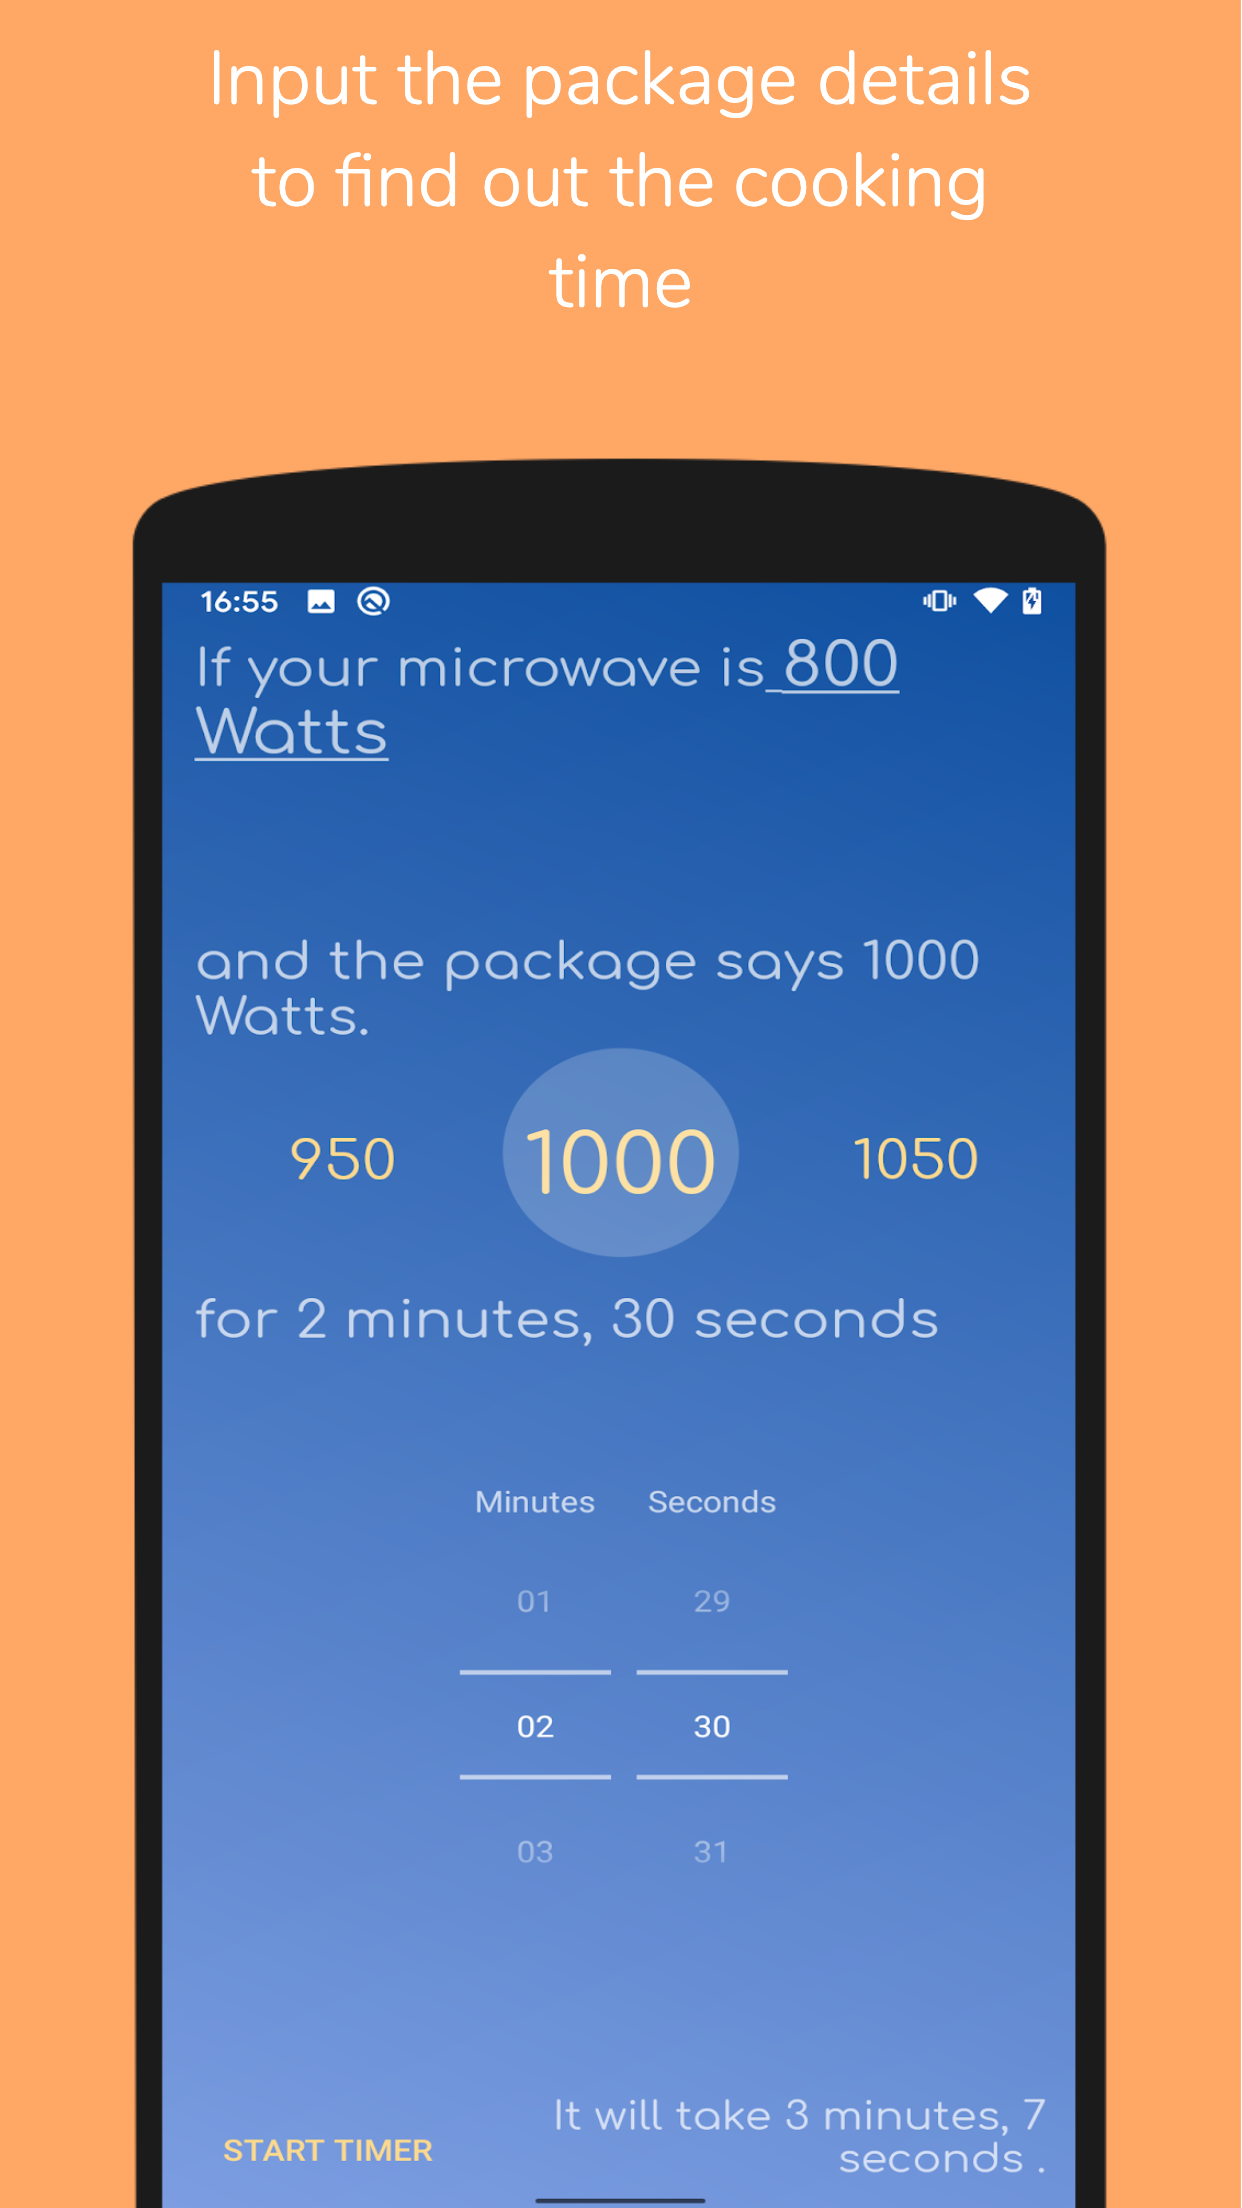 Input the package details
to find out the cooking
time
16:55
If your microwave is 800
Watts
and the package says 1000
Watts.
950 1000 1050
for 2 minutes, 30 seconds
Minutes Seconds
01 29
02 30
03 31
It will take 3 minutes, 7
seconds .
START TIMER